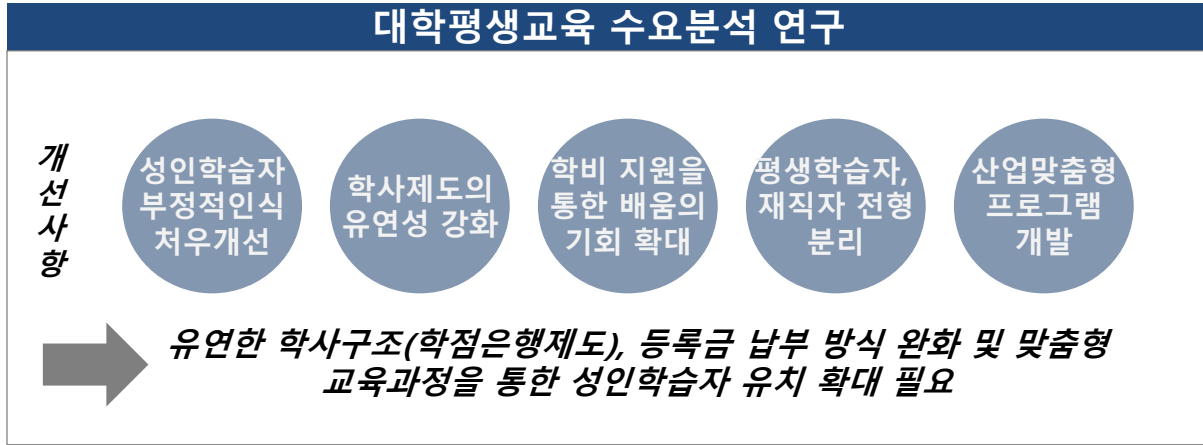 대학평생교육 수요분석 연구
개
선
사
항
성인학습자
부정적인식
처우개선
학사제도의
유연성 강화
학비 지원을
통한 배움의
기회 확대
평생학습자,
재직자 전형
분리
산업맞춤형
프로그램
개발
유연한 학사구조(학점은행제도), 등록금 납부 방식 완화 및 맞춤형
교육과정을 통한 성인학습자 유치 확대 필요